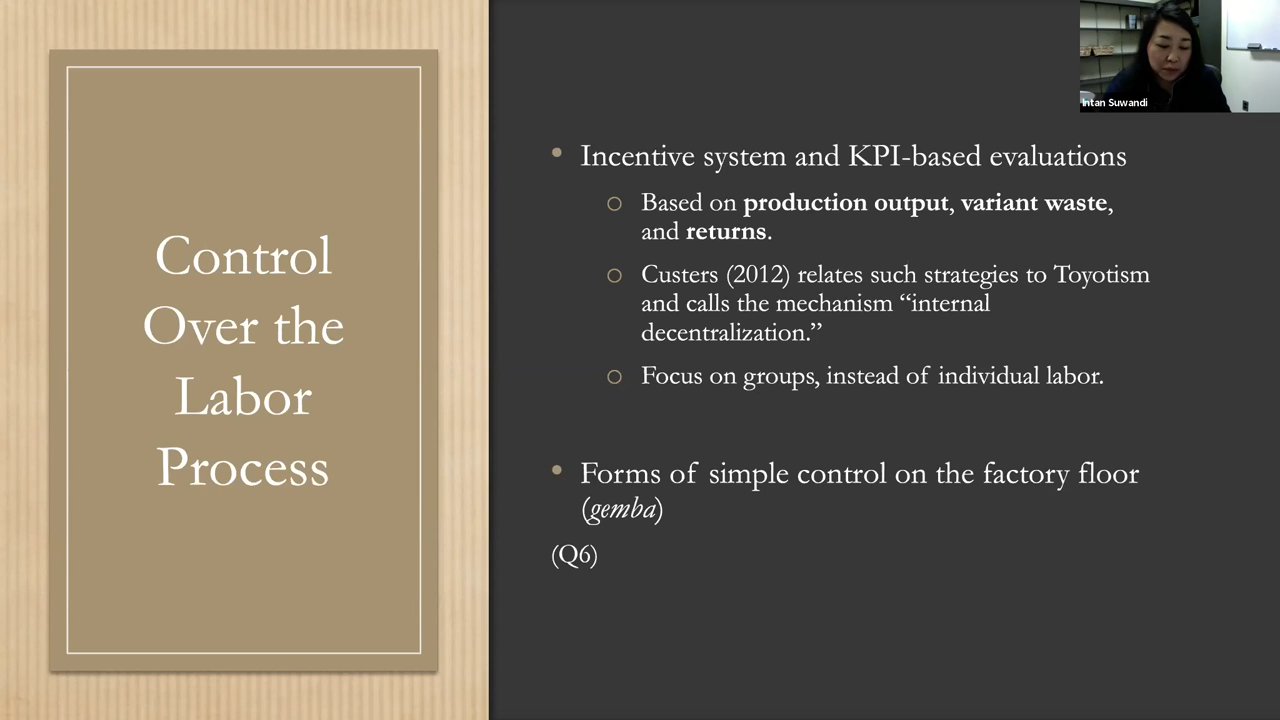 Control
Over the
Labor
Process
Intan Suwandi
• Incentive system and KPI-based evaluations
○ Based on production output, variant waste,
and returns.
○ Custers (2012) relates such strategies to Toyotism
and calls the mechanism “internal
decentralization.”
○ Focus on groups, instead of individual labor.
• Forms of simple control on the factory floor
(gemba)
(Q6)